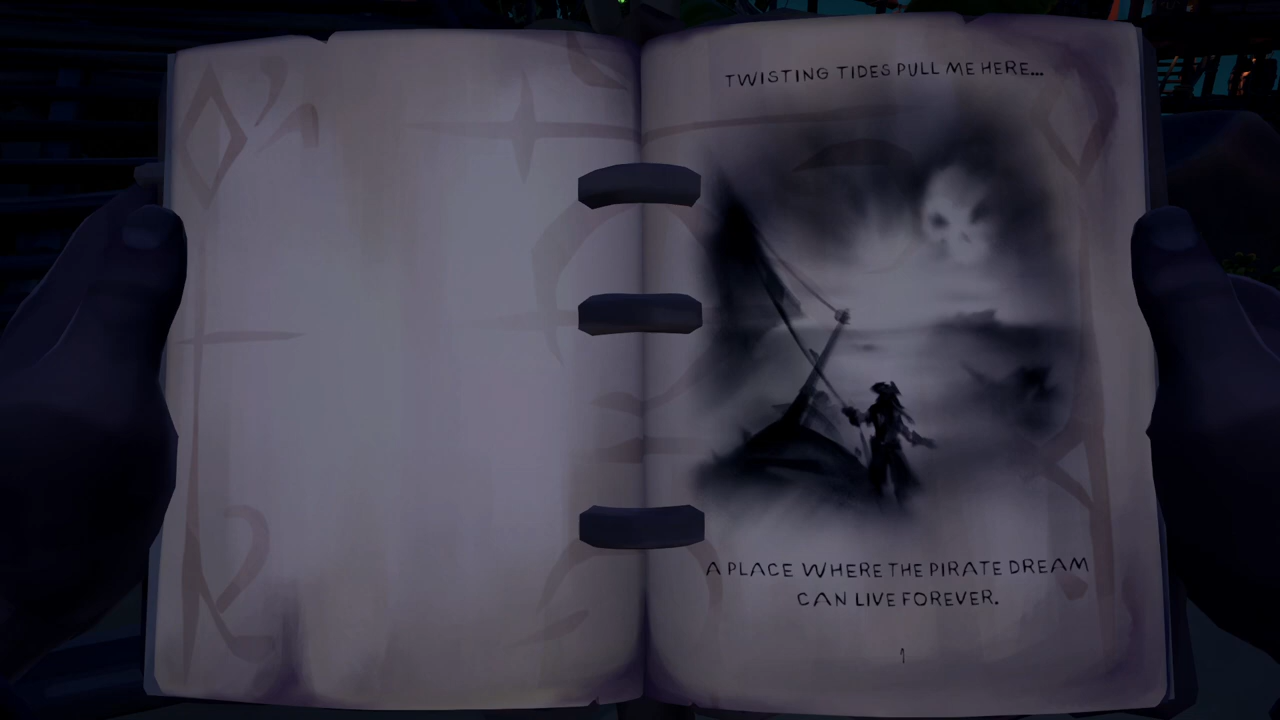 TWISTING TIDES PULL ME HERE...
A PLACE WHERE THE PIRATE DREAM
CAN LIVE FOREVER.
1